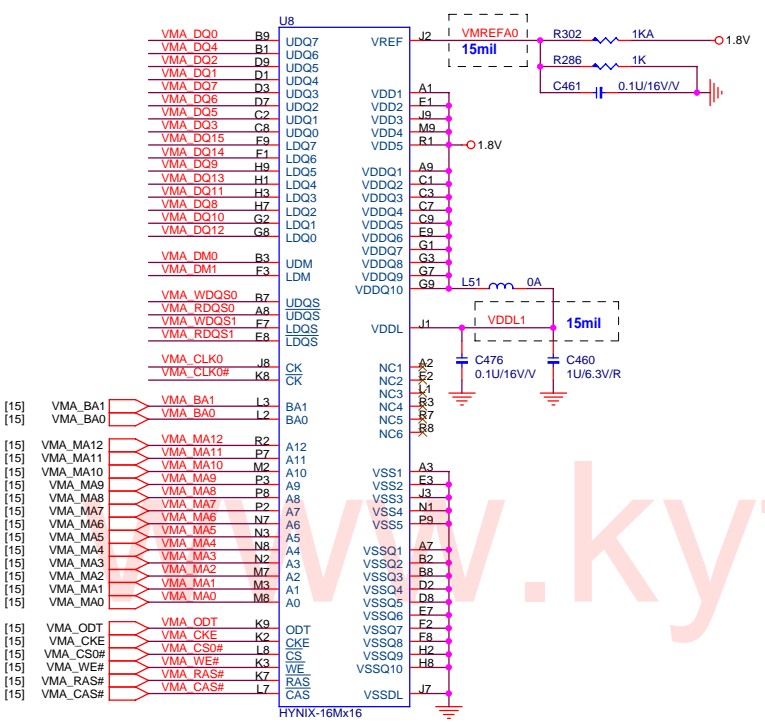 U8
VMA_DQ0 B9 UDQ7 VREF J2 VMREFA0 R302 1KA 1.8V
VMA_DQ4 B1 UDQ6 15mil
VMA_DQ2 D9 UDQ5 R286 1K
VMA_DQ1 D1 UDQ4
VMA_DQ7 D3 UDQ3 VDD1 A1 C461 0.1U/16V/V
VMA_DQ6 D7 UDQ2 VDD2 E1
VMA_DQ5 C2 UDQ1 VDD3 J9
VMA_DQ3 C8 UDQ0 VDD4 M9
VMA_DQ15 F9 LDQ7 VDD5 R1 1.8V
VMA_DQ14 F1 LDQ6
VMA_DQ9 H9 LDQ5 VDDQ1 A9
VMA_DQ13 H1 LDQ4 VDDQ2 C1
VMA_DQ11 H3 LDQ3 VDDQ3 C3
VMA_DQ8 H7 LDQ2 VDDQ4 C7
VMA_DQ10 G2 LDQ1 VDDQ5 C9
VMA_DQ12 G8 LDQ0 VDDQ6 E9
VDDQ7 G1
VMA_DM0 B3 UDM VDDQ8 G3
VMA_DM1 F3 LDM VDDQ9 G7
VDDQ10 G9 L51 0A
VMA_WDQS0 B7 UDQS
VMA_RDQS0 A8 UDQS
VMA_WDQS1 F7 LDQS VDDL J1 VDDL1 15mil
VMA_RDQS1 E8 LDQS
VMA_CLK0 J8 CK NC1 A2 C476 C460
VMA_CLK0# K8 CK NC2 E2 0.1U/16V/V 1U/6.3V/R
NC3 L1
[15] VMA_BA1 VMA_BA1 L3 BA1 NC4 R3
[15] VMA_BA0 VMA_BA0 L2 BA0 NC5 R7
NC6 R8
[15] VMA_MA12 VMA_MA12 R2 A12
[15] VMA_MA11 VMA_MA11 P7 A11
[15] VMA_MA10 VMA_MA10 M2 A10 VSS1 A3
[15] VMA_MA9 VMA_MA9 P3 A9 VSS2 E3
[15] VMA_MA8 VMA_MA8 P8 A8 VSS3 J3
[15] VMA_MA7 VMA_MA7 P2 A7 VSS4 N1
[15] VMA_MA6 VMA_MA6 N7 A6 VSS5 P9
[15] VMA_MA5 VMA_MA5 N3 A5
[15] VMA_MA4 VMA_MA4 N8 A4 VSSQ1 A7
[15] VMA_MA3 VMA_MA3 N2 A3 VSSQ2 B2
[15] VMA_MA2 VMA_MA2 M7 A2 VSSQ3 B8
[15] VMA_MA1 VMA_MA1 M3 A1 VSSQ4 D2
[15] VMA_MA0 VMA_MA0 M8 A0 VSSQ5 D8
VSSQ6 E7
[15] VMA_ODT VMA_ODT K9 ODT VSSQ7 F2
[15] VMA_CKE VMA_CKE K2 CKE VSSQ8 F8
[15] VMA_CS0# VMA_CS0# L8 CS VSSQ9 H2
[15] VMA_WE# VMA_WE# K3 WE VSSQ10 H8
[15] VMA_RAS# VMA_RAS# K7 RAS
[15] VMA_CAS# VMA_CAS# L7 CAS VSSDL J7
HYNIX-16Mx16
www.ky